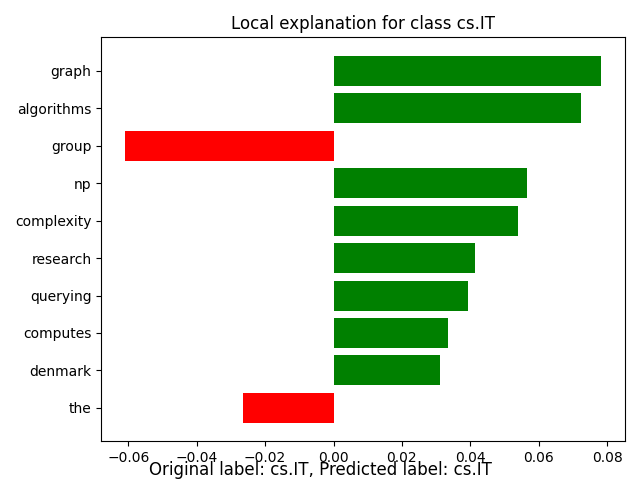 Local explanation for class cs.IT
graph
algorithms
group
np
complexity
research
querying
computes
denmark
the
−0.06 −0.04 −0.02 0.00 0.02 0.04 0.06 0.08
Original label: cs.IT, Predicted label: cs.IT